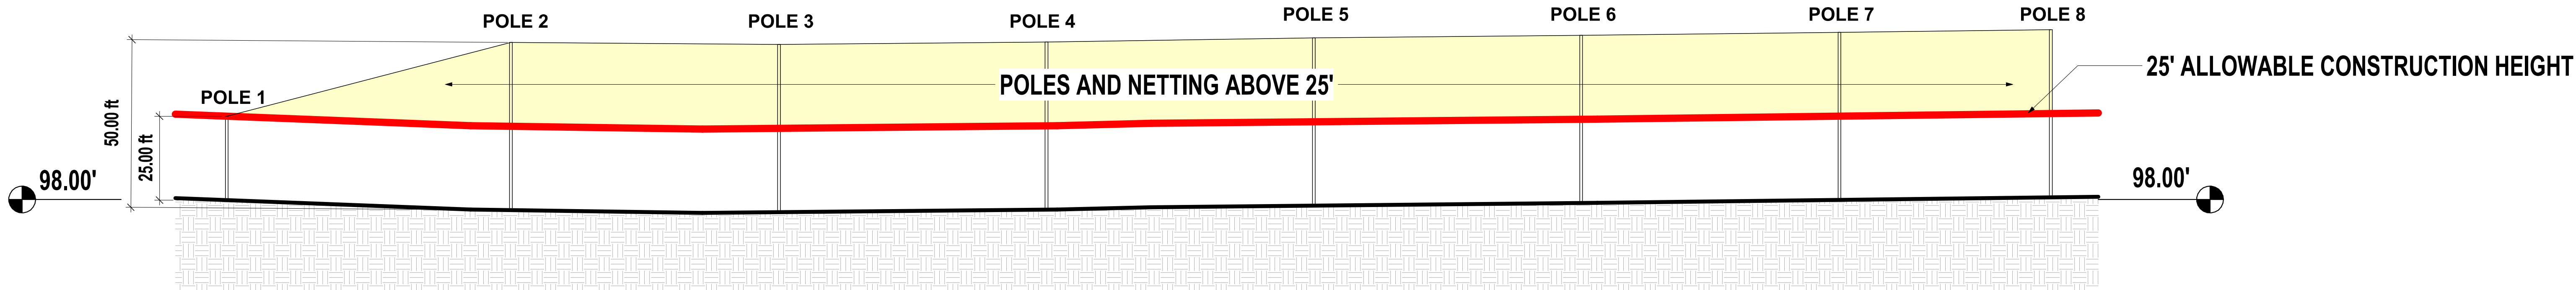 POLE 1
POLE 2
POLE 3
POLE 4
POLE 5
POLE 6
POLE 7
POLE 8
25' ALLOWABLE CONSTRUCTION HEIGHT
POLES AND NETTING ABOVE 25'
50.00 ft
25.00 ft
98.00'
98.00'